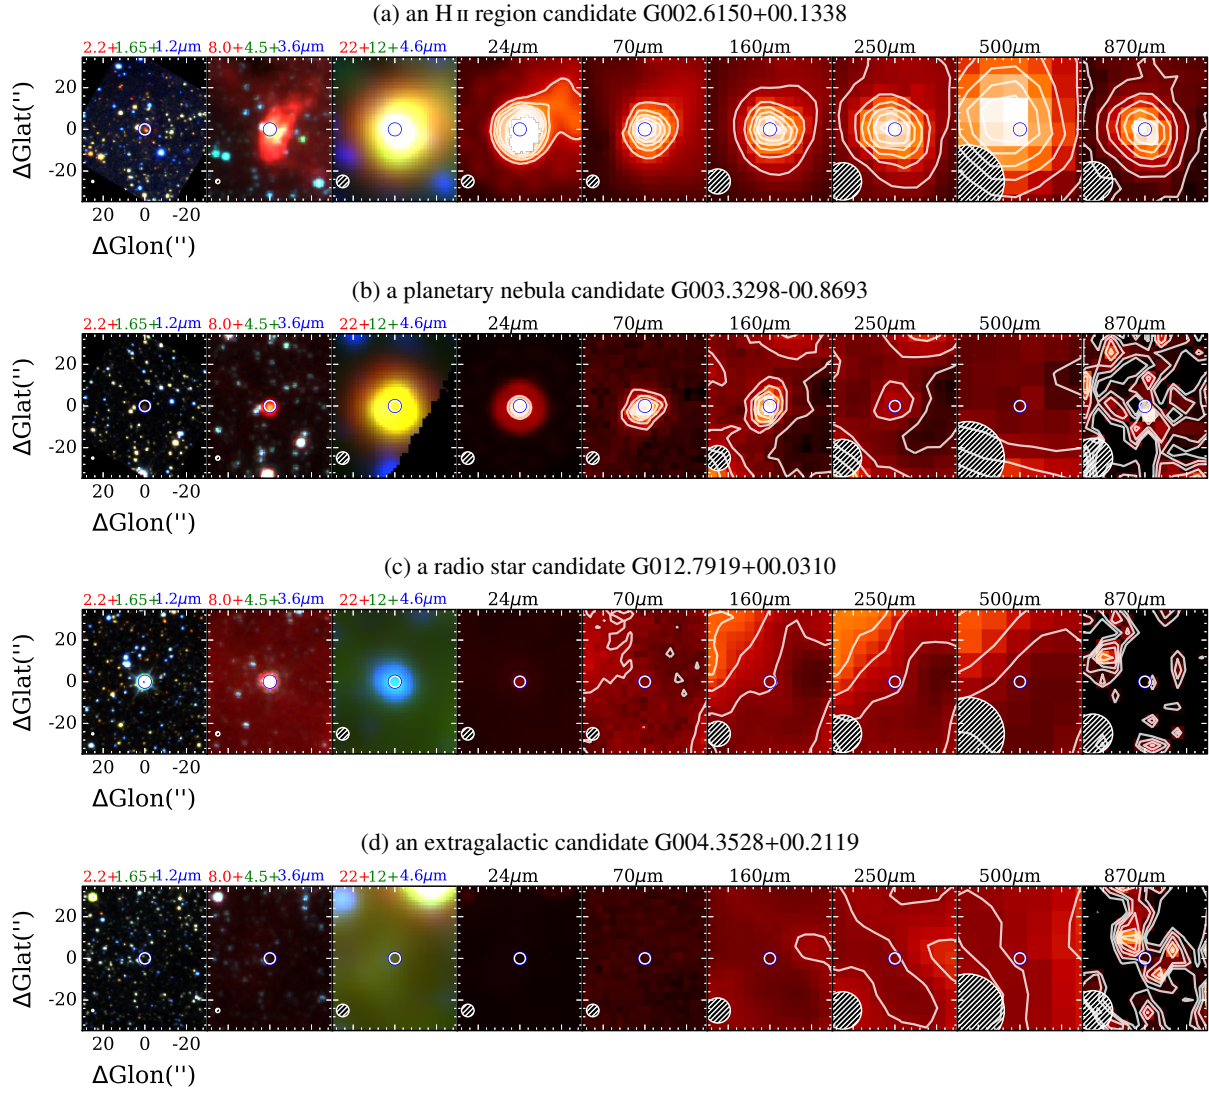 (a) an H II region candidate G002.6150+00.1338
2.2+1.65+1.2μm 8.0+4.5+3.6μm 22+12+4.6μm 24μm 70μm 160μm 250μm 500μm 870μm
ΔGlat('')
20
0
-20
20 0 -20
ΔGlon('')
(b) a planetary nebula candidate G003.3298-00.8693
2.2+1.65+1.2μm 8.0+4.5+3.6μm 22+12+4.6μm 24μm 70μm 160μm 250μm 500μm 870μm
ΔGlat('')
20
0
-20
20 0 -20
ΔGlon('')
(c) a radio star candidate G012.7919+00.0310
2.2+1.65+1.2μm 8.0+4.5+3.6μm 22+12+4.6μm 24μm 70μm 160μm 250μm 500μm 870μm
ΔGlat('')
20
0
-20
20 0 -20
ΔGlon('')
(d) an extragalactic candidate G004.3528+00.2119
2.2+1.65+1.2μm 8.0+4.5+3.6μm 22+12+4.6μm 24μm 70μm 160μm 250μm 500μm 870μm
ΔGlat('')
20
0
-20
20 0 -20
ΔGlon('')